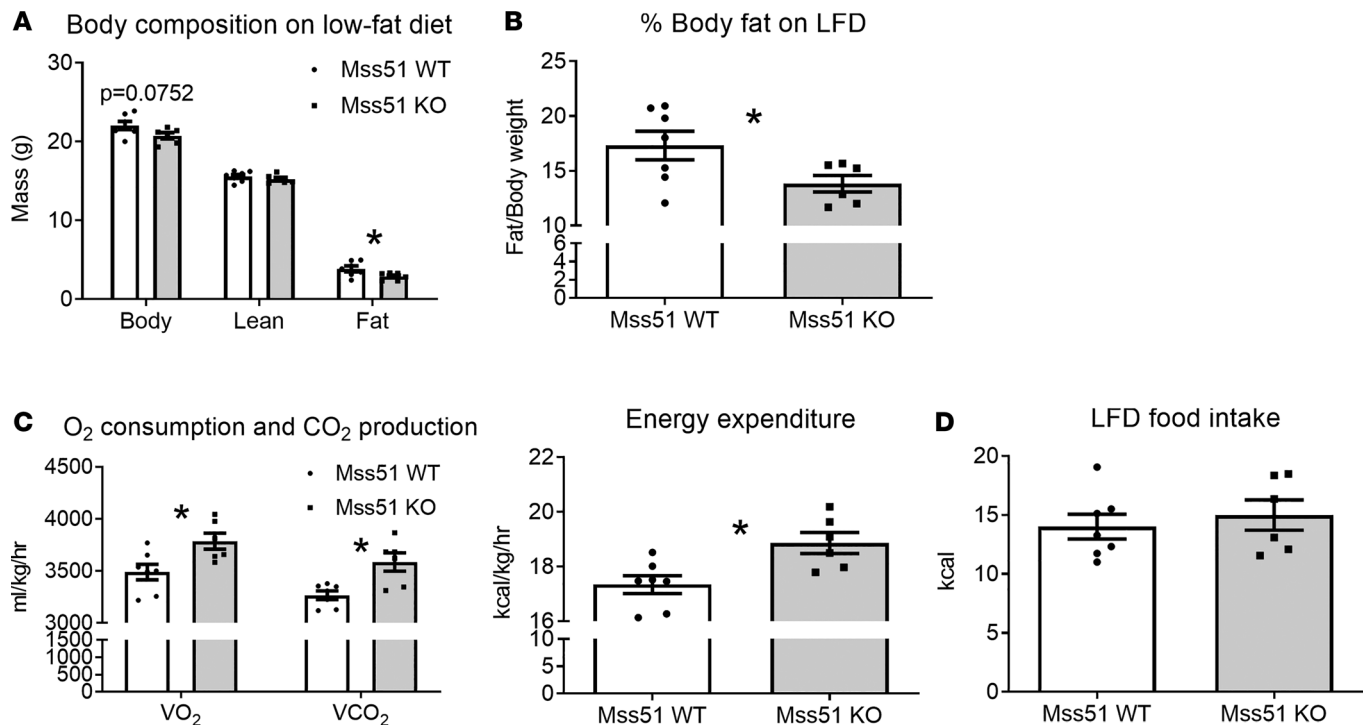 A
Body composition on low-fat diet
Mss51 WT
Mss51 KO
p=0.0752
Mass (g)
30
20
10
0
*
Body Lean Fat
B
% Body fat on LFD
Fat/Body weight
25
20
15
10
6
4
2
0
*
Mss51 WT Mss51 KO
C
O₂ consumption and CO₂ production
Mss51 WT
Mss51 KO
ml/kg/hr
4500
4000
3500
3000
1500
1000
500
0
*
*
VO₂ VCO₂
Energy expenditure
kcal/kg/hr
22
20
18
16
10
5
0
*
Mss51 WT Mss51 KO
D
LFD food intake
kcal
20
15
10
5
0
Mss51 WT Mss51 KO